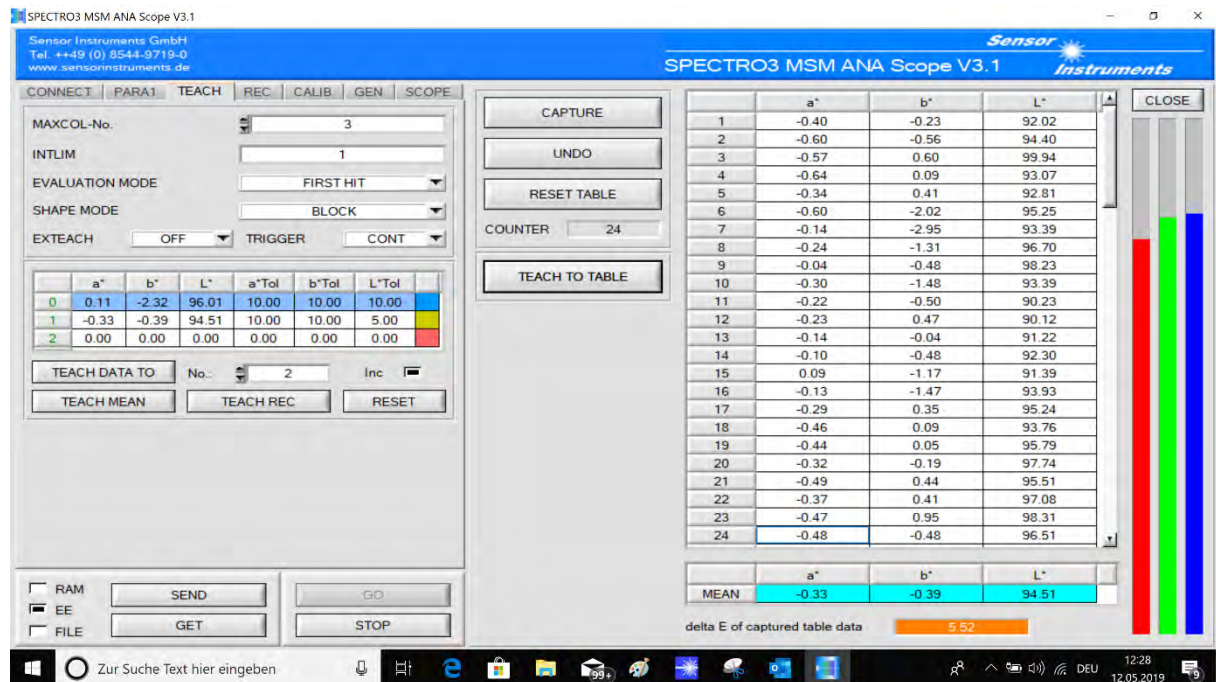 SPECTRO3 MSM ANA Scope V3.1
Sensor Instruments GmbH
Tel. ++49 (0) 8544-9719-0
www.sensorinstruments.de
Sensor
Instruments
SPECTRO3 MSM ANA Scope V3.1
CONNECT PARA1 TEACH REC CALIB GEN SCOPE
MAXCOL-No. 3
INTLIM 1
EVALUATION MODE FIRST HIT
SHAPE MODE BLOCK
EXTEACH OFF TRIGGER CONT
a* b* L* a*Tol b*Tol L*Tol
0 0.11 -2.32 96.01 10.00 10.00 10.00
1 -0.33 -0.39 94.51 10.00 10.00 5.00
2 0.00 0.00 0.00 0.00 0.00 0.00
TEACH DATA TO No.: 2 Inc
TEACH MEAN TEACH REC RESET
RAM
EE
FILE
SEND GO
GET STOP
CAPTURE
UNDO
RESET TABLE
COUNTER 24
TEACH TO TABLE
a* b* L*
1 -0.40 -0.23 92.02
2 -0.60 -0.56 94.40
3 -0.57 0.60 99.94
4 -0.64 0.09 93.07
5 -0.34 0.41 92.81
6 -0.60 -2.02 95.25
7 -0.14 -2.95 93.39
8 -0.24 -1.31 96.70
9 -0.04 -0.48 98.23
10 -0.30 -1.48 93.39
11 -0.22 -0.50 90.23
12 -0.23 0.47 90.12
13 -0.14 -0.04 91.22
14 -0.10 -0.48 92.30
15 0.09 -1.17 91.39
16 -0.13 -1.47 93.93
17 -0.29 0.35 95.24
18 -0.46 0.09 93.76
19 -0.44 0.05 95.79
20 -0.32 -0.19 97.74
21 -0.49 0.44 95.51
22 -0.37 0.41 97.08
23 -0.47 0.95 98.31
24 -0.48 -0.48 96.51
a* b* L*
MEAN -0.33 -0.39 94.51
delta E of captured table data 5.52
CLOSE
Zur Suche Text hier eingeben
99+
DEU
12:28
12.05.2019
9